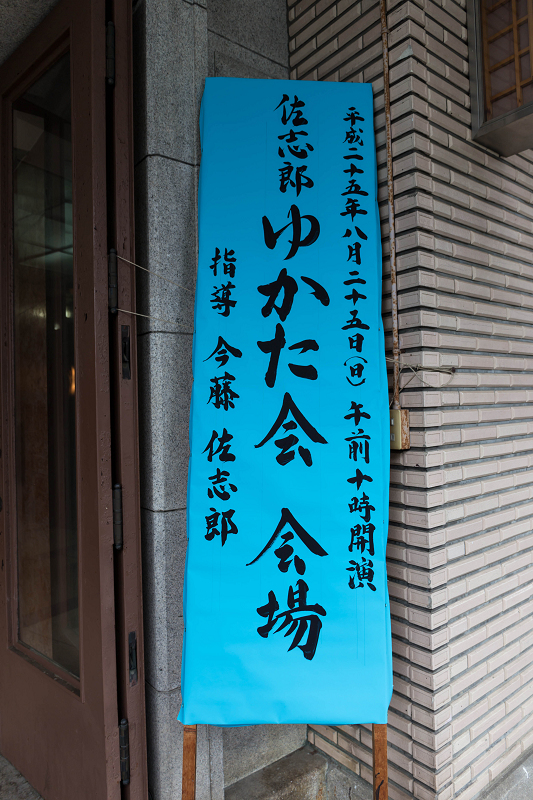 平成二十五年八月二十五日(日) 午前十時開演
佐志郎 ゆかた会 会場
指導 今藤 佐志郎